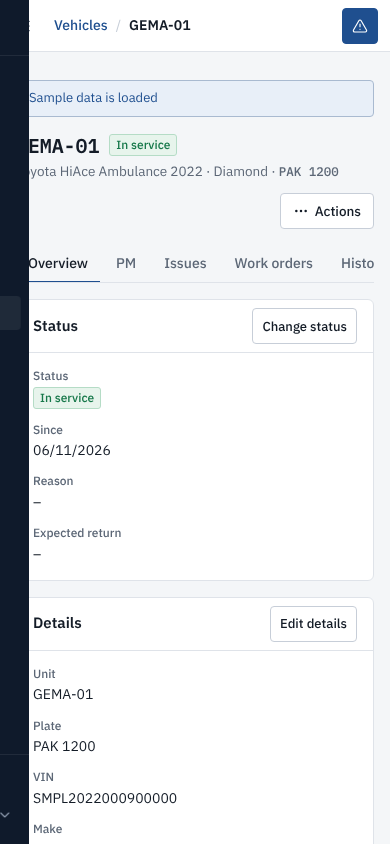 Vehicles / GEMA-01
Sample data is loaded
EMA-01 In service
oyota HiAce Ambulance 2022 · Diamond · PAK 1200
··· Actions
Overview PM Issues Work orders Histo
Status Change status
Status
In service
Since
06/11/2026
Reason
–
Expected return
–
Details Edit details
Unit
GEMA-01
Plate
PAK 1200
VIN
SMPL2022000900000
Make